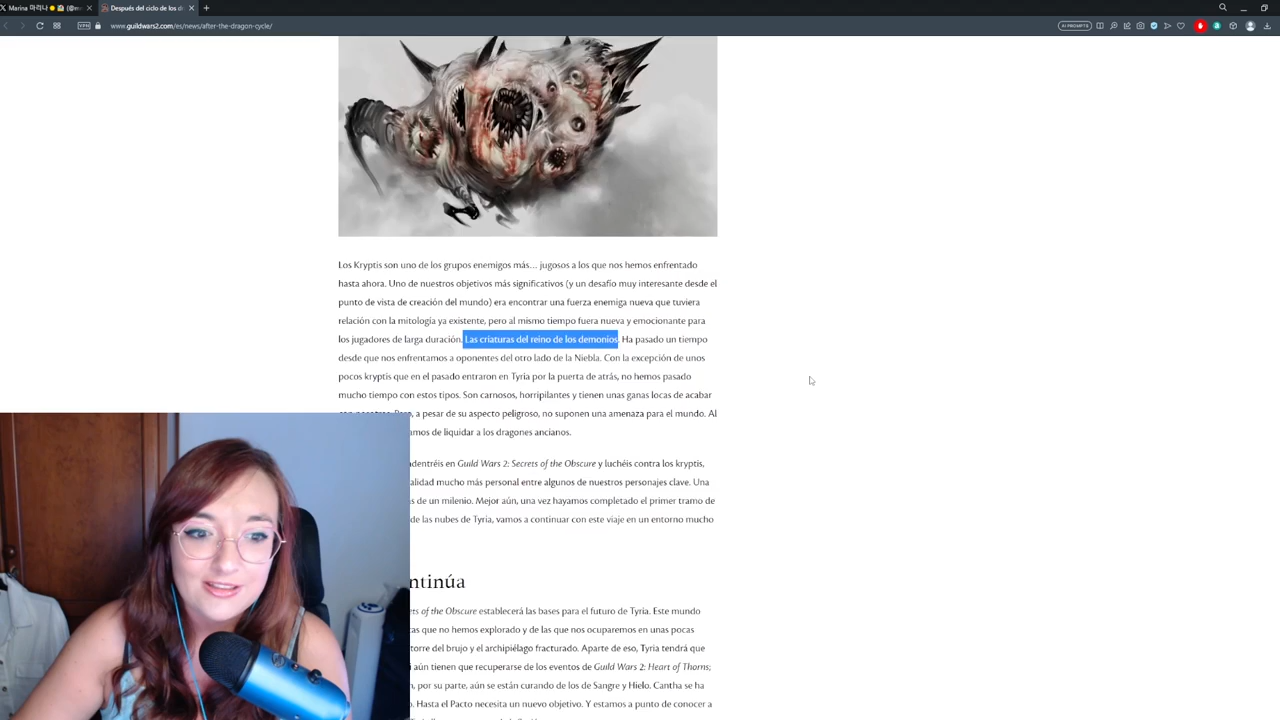 Marina 마리나
Después del ciclo de los d
www.guildwars2.com/es/news/after-the-dragon-cycle/
VPN
AI PROMPTS
Los Kryptis son uno de los grupos enemigos más… jugosos a los que nos hemos enfrentado
hasta ahora. Uno de nuestros objetivos más significativos (y un desafío muy interesante desde el
punto de vista de creación del mundo) era encontrar una fuerza enemiga nueva que tuviera
relación con la mitología ya existente, pero al mismo tiempo fuera nueva y emocionante para
los jugadores de larga duración. Las criaturas del reino de los demonios. Ha pasado un tiempo
desde que nos enfrentamos a oponentes del otro lado de la Niebla. Con la excepción de unos
pocos kryptis que en el pasado entraron en Tyria por la puerta de atrás, no hemos pasado
mucho tiempo con estos tipos. Son carnosos, horripilantes y tienen unas ganas locas de acabar
a pesar de su aspecto peligroso, no suponen una amenaza para el mundo. Al
amos de liquidar a los dragones ancianos.
adentréis en Guild Wars 2: Secrets of the Obscure y luchéis contra los kryptis,
alidad mucho más personal entre algunos de nuestros personajes clave. Una
s de un milenio. Mejor aún, una vez hayamos completado el primer tramo de
de las nubes de Tyria, vamos a continuar con este viaje en un entorno mucho
ntinúa
ets of the Obscure establecerá las bases para el futuro de Tyria. Este mundo
tas que no hemos explorado y de las que nos ocuparemos en unas pocas
torre del brujo y el archipiélago fracturado. Aparte de eso, Tyria tendrá que
i aún tienen que recuperarse de los eventos de Guild Wars 2: Heart of Thorns;
n, por su parte, aún se están curando de los de Sangre y Hielo. Cantha se ha
o. Hasta el Pacto necesita un nuevo objetivo. Y estamos a punto de conocer a